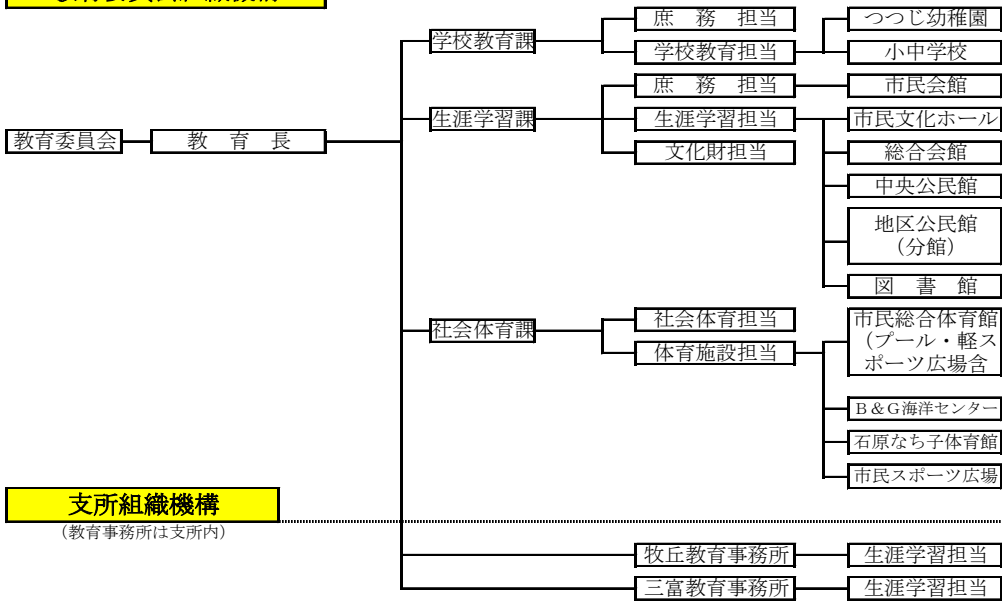 学校教育課
庶　務　担当
つつじ幼稚園
学校教育担当
小中学校
生涯学習課
庶　務　担当
市民会館
生涯学習担当
市民文化ホール
文化財担当
総合会館
教育委員会
教　育　長
中央公民館
地区公民館
（分館）
図　書　館
社会体育課
社会体育担当
体育施設担当
市民総合体育館
（プール・軽ス
ポーツ広場含
Ｂ＆Ｇ海洋センター
石原なち子体育館
市民スポーツ広場
支所組織機構
（教育事務所は支所内）
牧丘教育事務所
生涯学習担当
三富教育事務所
生涯学習担当